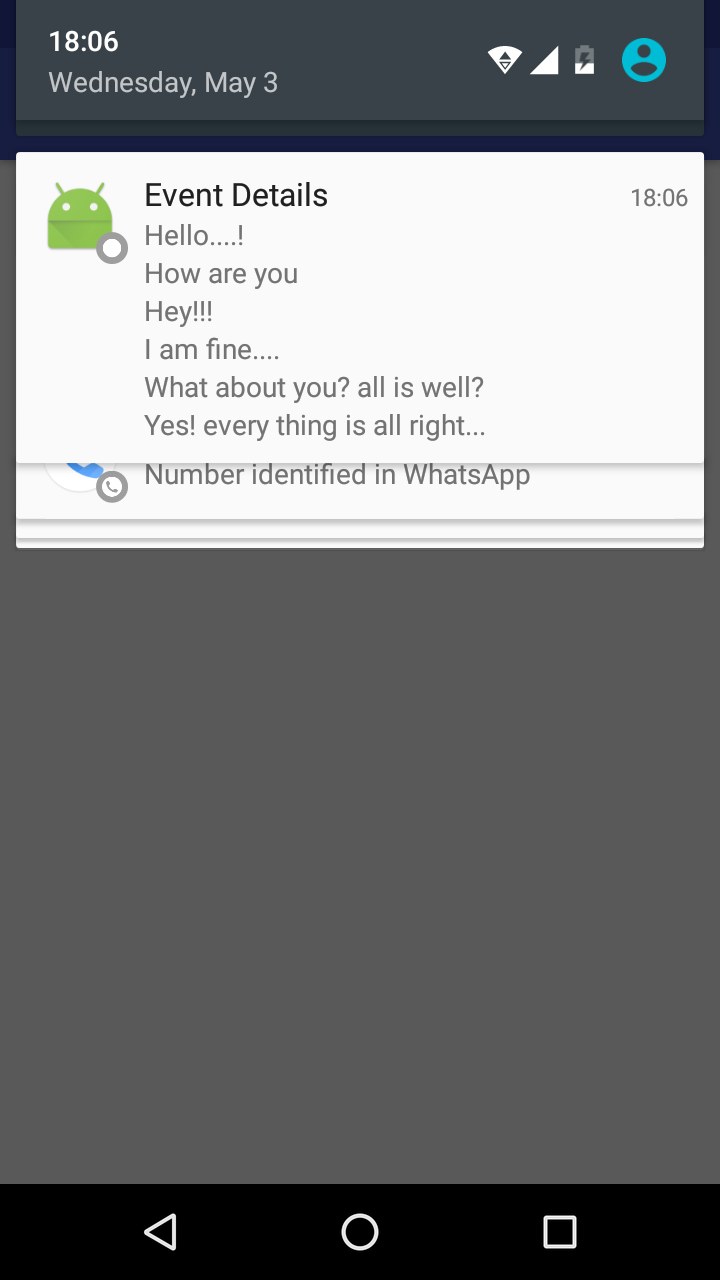 18:06
Wednesday, May 3
Event Details
18:06
Hello....!
How are you
Hey!!!
I am fine....
What about you? all is well?
Yes! every thing is all right...
Number identified in WhatsApp